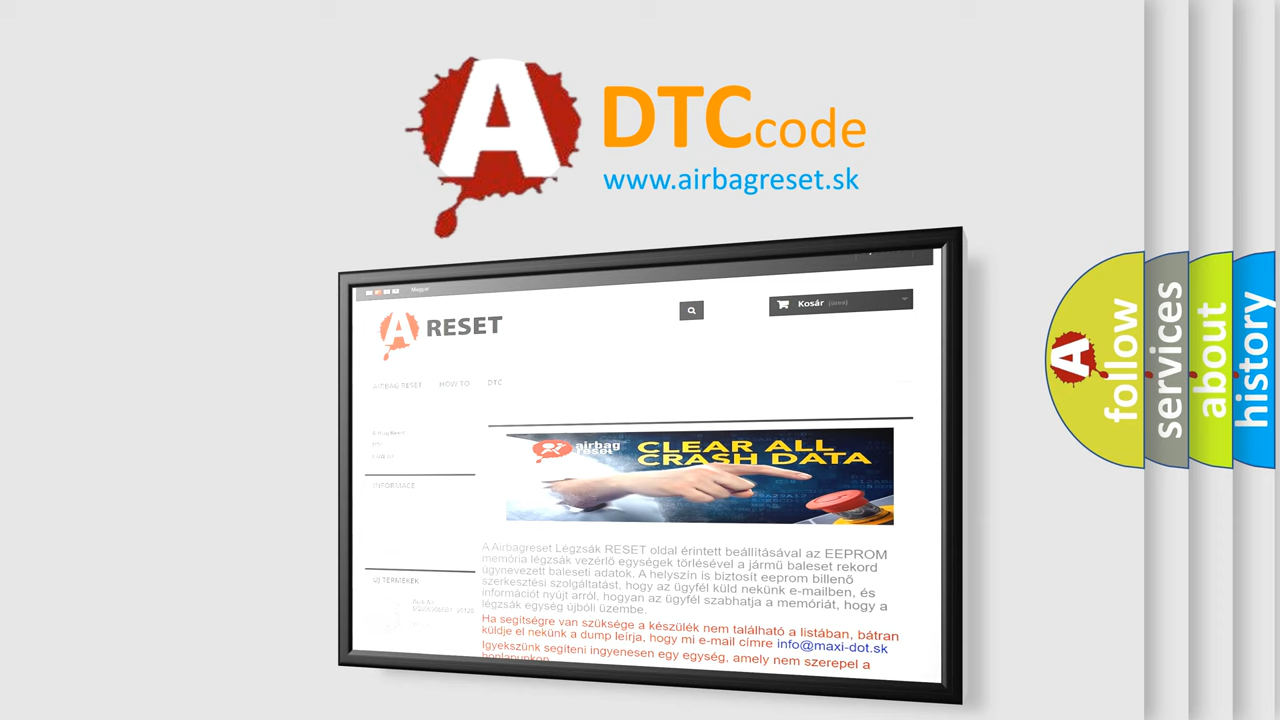 A
DTC code
www.airbagreset.sk
Magyar
Kosár (üres)
A RESET
AIRBAG RESET HOW TO DTC
INFORMACE
airbag
reset
CLEAR ALL
CRASH DATA
A Airbagreset Légzsák RESET oldal érintett beállításával az EEPROM
memória légzsák vezérlő egységek törlésével a jármű baleset rekord
úgynevezett baleseti adatok. A helyszín is biztosít eeprom billenő
szerkesztési szolgáltatást, hogy az ügyfél küld nekünk e-mailben, és
információt nyújt arról, hogyan az ügyfél szabhatja a memóriát, hogy a
légzsák egység újbóli üzembe.
Ha segítségre van szüksége a készülék nem található a listában, bátran
küldje el nekünk a dump leírja, hogy mi e-mail címre info@maxi-dot.sk
Igyekszünk segíteni ingyenesen egy egység, amely nem szerepel a
honlapunkon
ÚJ TERMÉKEK
A
follow
services
about
history